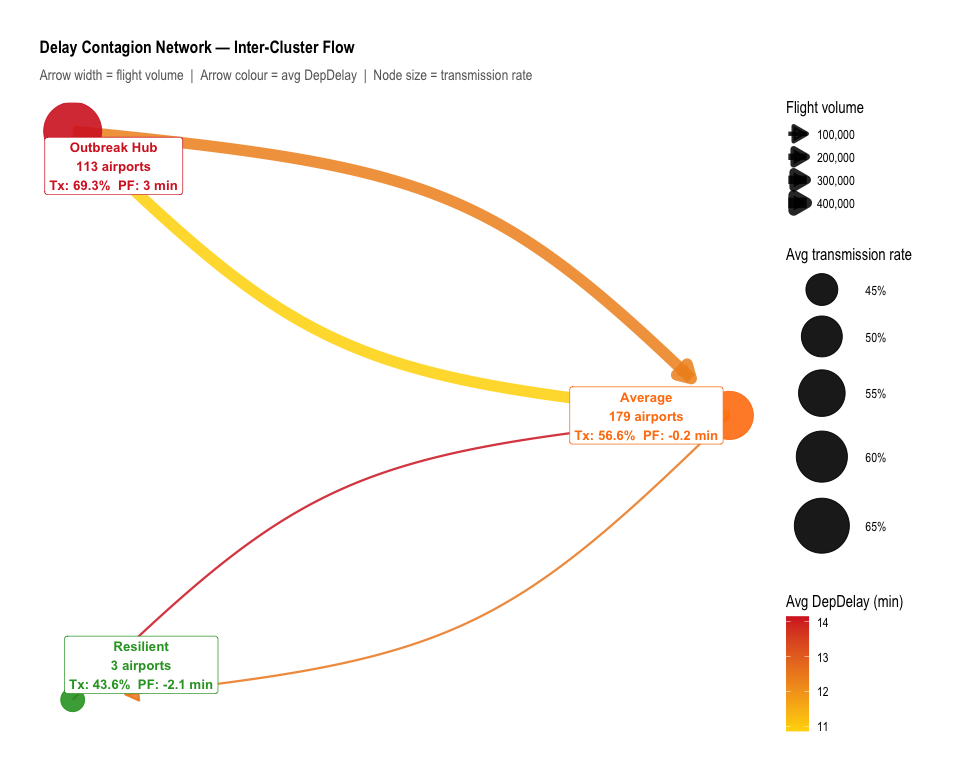 Delay Contagion Network — Inter-Cluster Flow
Arrow width = flight volume | Arrow colour = avg DepDelay | Node size = transmission rate
Outbreak Hub
113 airports
Tx: 69.3% PF: 3 min
Average
179 airports
Tx: 56.6% PF: -0.2 min
Resilient
3 airports
Tx: 43.6% PF: -2.1 min
Flight volume
100,000
200,000
300,000
400,000
Avg transmission rate
45%
50%
55%
60%
65%
Avg DepDelay (min)
14
13
12
11